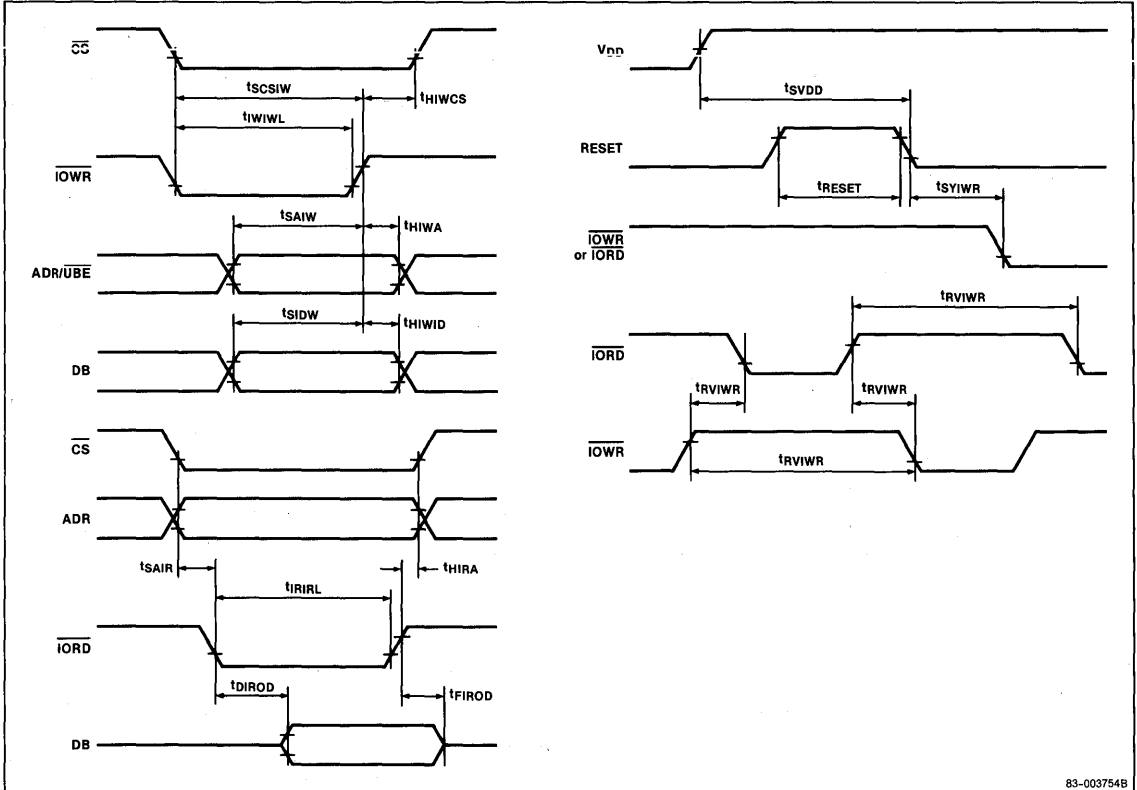 CS
tSCSIW
tHIWCS
tIWIWL
IOWR
tSAIW
tHIWA
ADR/UBE
tSIDW
tHIWID
DB
CS
ADR
tSAIR
tHIRA
tIRIRL
IORD
tDIROD
tFIROD
DB
VDD
tSVDD
RESET
tRESET
tSYIWR
IOWR
or IORD
tRVIWR
IORD
tRVIWR
tRVIWR
IOWR
tRVIWR
83-003754B